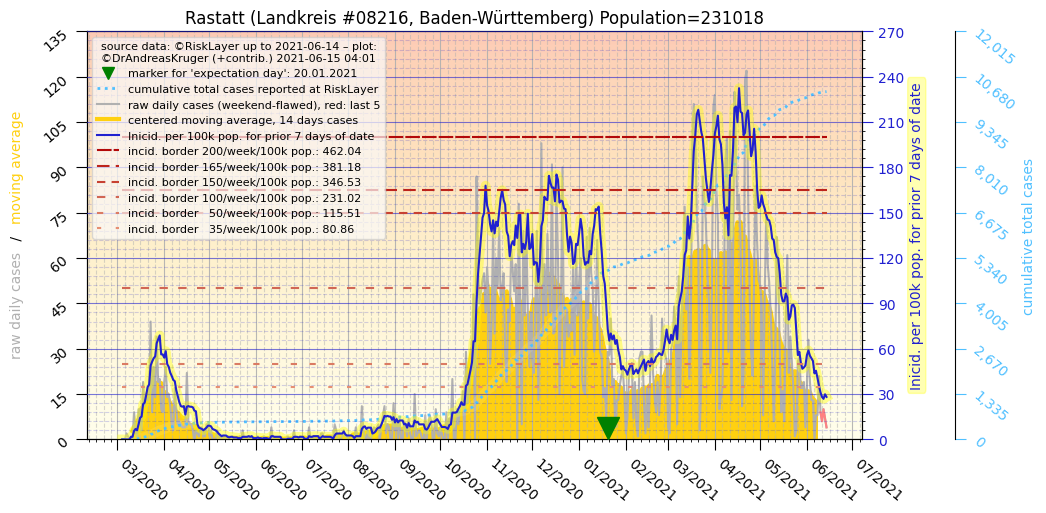 Rastatt (Landkreis #08216, Baden-Württemberg) Population=231018
source data: ©RiskLayer up to 2021-06-14 – plot:
©DrAndreasKruger (+contrib.) 2021-06-15 04:01
marker for 'expectation day': 20.01.2021
cumulative total cases reported at RiskLayer
raw daily cases (weekend-flawed), red: last 5
centered moving average, 14 days cases
Inicid. per 100k pop. for prior 7 days of date
incid. border 200/week/100k pop.: 462.04
incid. border 165/week/100k pop.: 381.18
incid. border 150/week/100k pop.: 346.53
incid. border 100/week/100k pop.: 231.02
incid. border 50/week/100k pop.: 115.51
incid. border 35/week/100k pop.: 80.86
raw daily cases / moving average
135
120
105
90
75
60
45
30
15
0
03/2020
04/2020
05/2020
06/2020
07/2020
08/2020
09/2020
10/2020
11/2020
12/2020
01/2021
02/2021
03/2021
04/2021
05/2021
06/2021
07/2021
270
240
210
180
150
120
90
60
30
0
Inicid. per 100k pop. for prior 7 days of date
12,015
10,680
9,345
8,010
6,675
5,340
4,005
2,670
1,335
0
cumulative total cases